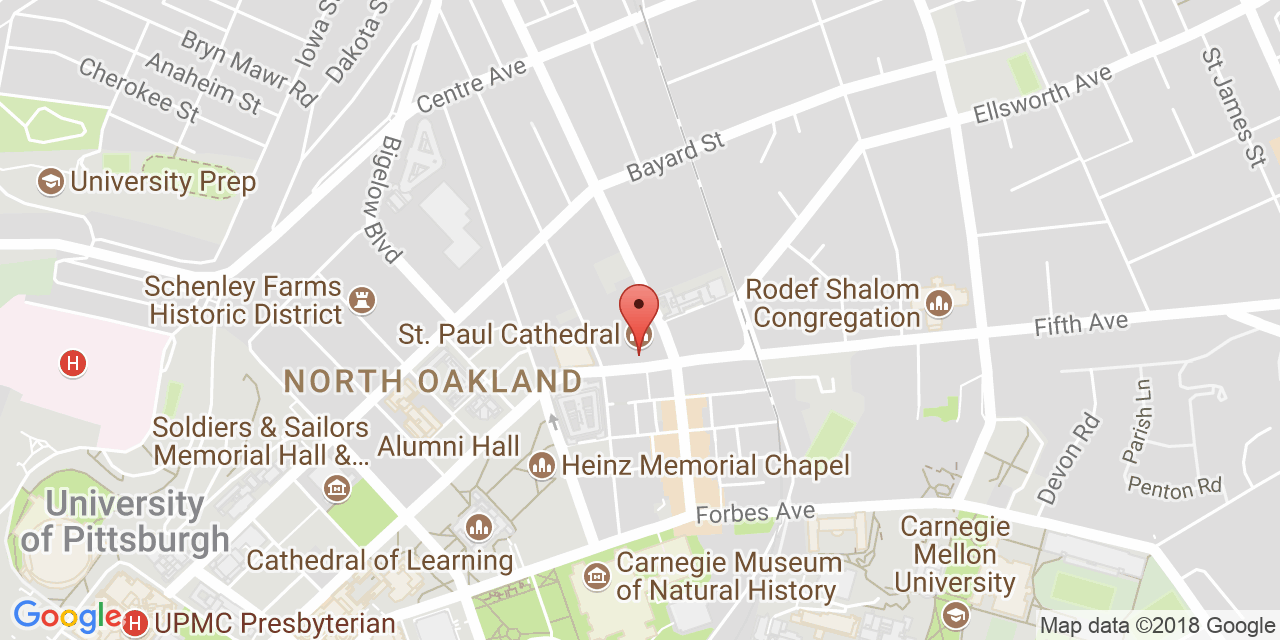 Iowa St
Dakota St
Bryn Mawr Rd
Anaheim St
Cherokee St
Centre Ave
Ellsworth Ave
St James St
Bayard St
Bigelow Blvd
University Prep
Schenley Farms
Historic District
Rodef Shalom
Congregation
St. Paul Cathedral
Fifth Ave
H
NORTH OAKLAND
Parish Ln
Devon Rd
Penton Rd
Soldiers & Sailors
Memorial Hall &...
Alumni Hall
Heinz Memorial Chapel
University
of Pittsburgh
Forbes Ave
Cathedral of Learning
Carnegie
Mellon
University
Carnegie Museum
of Natural History
Google
H
UPMC Presbyterian
Map data ©2018 Google